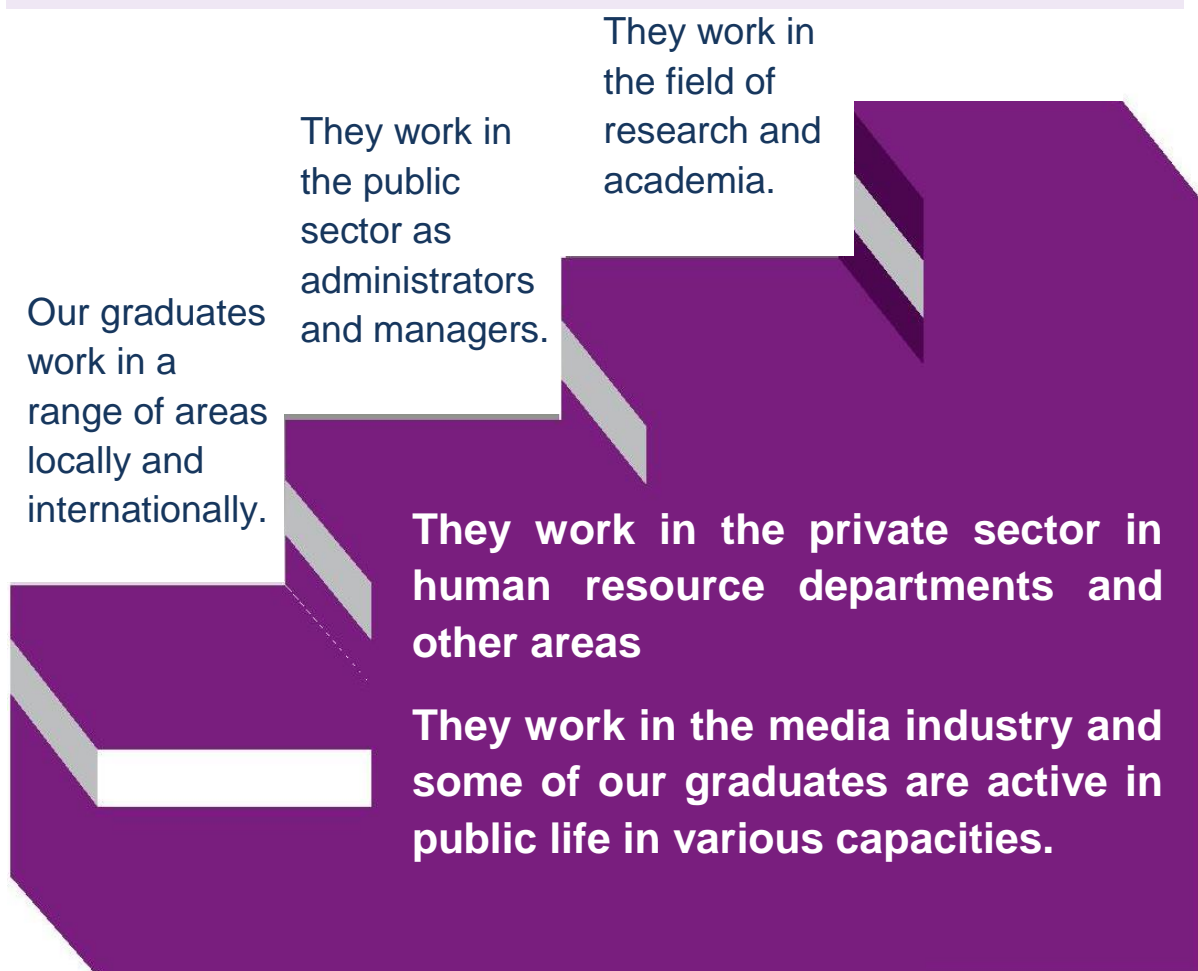 Our graduates
work in a
range of areas
locally and
internationally.
They work in
the public
sector as
administrators
and managers.
They work in
the field of
research and
academia.
They work in the private sector in
human resource departments and
other areas
They work in the media industry and
some of our graduates are active in
public life in various capacities.